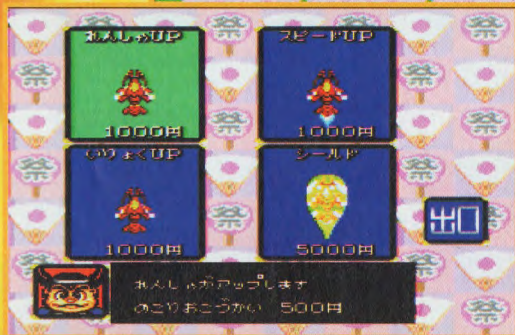 れんしゃUP
スピードUP
1000円
1000円
いりょくUP
シールド
1000円
5000円
出口
れんしゃがアップします
のこりおこづかい 500円
祭